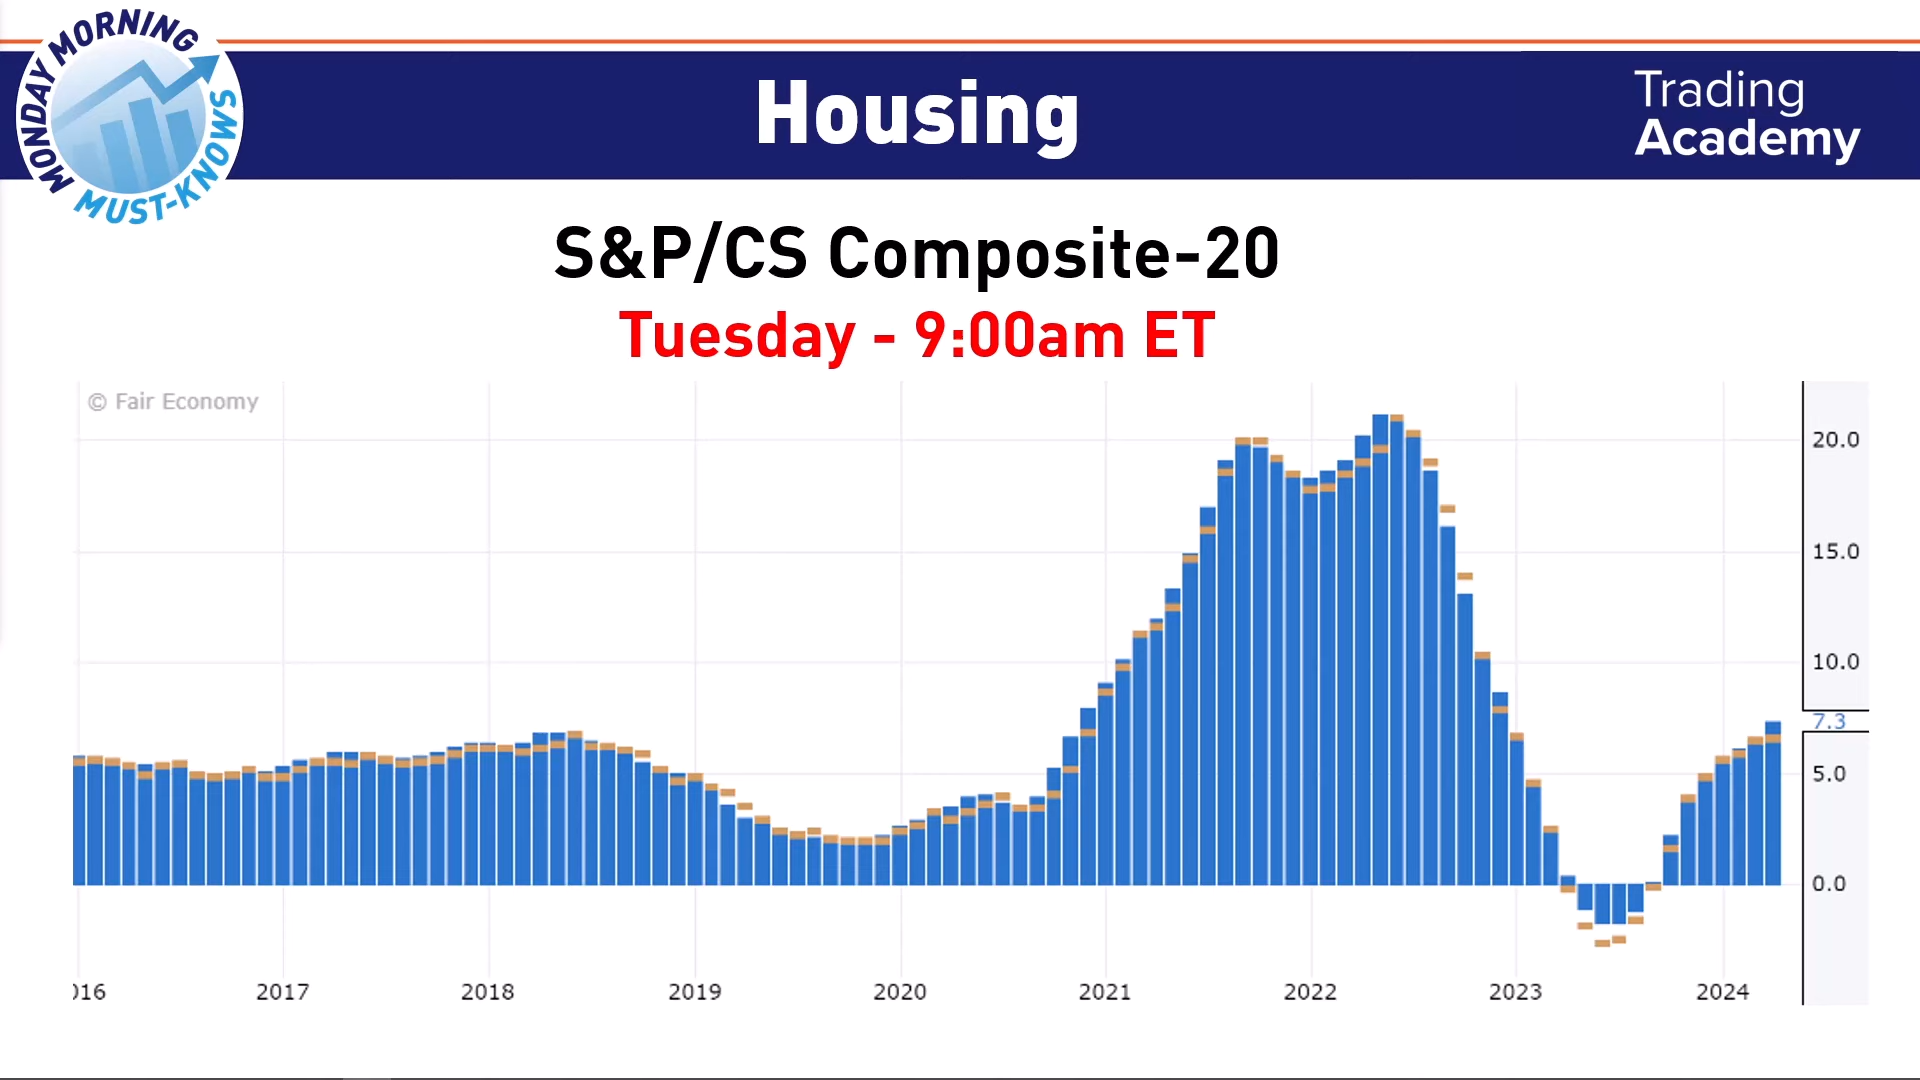 MONDAY MORNING
MUST-KNOWS
Housing
Trading
Academy
S&P/CS Composite-20
Tuesday - 9:00am ET
© Fair Economy
20.0
15.0
10.0
7.3
5.0
0.0
016 2017 2018 2019 2020 2021 2022 2023 2024